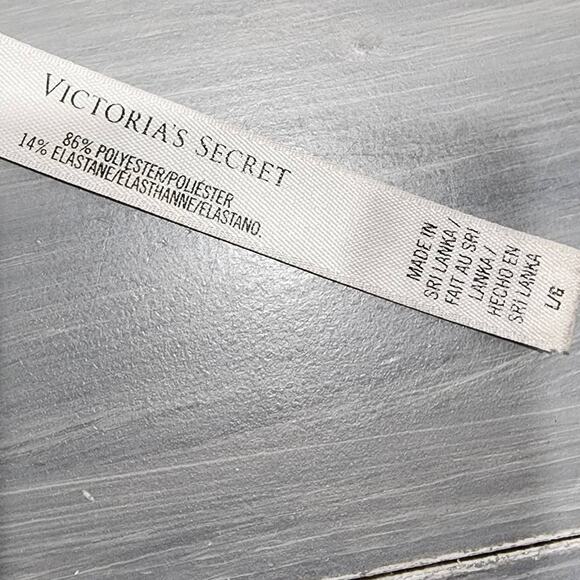 VICTORIA'S SECRET
86% POLYESTER/POLIÉSTER
14% ELASTANE/ÉLASTHANNE/ELASTANO.
MADE IN
SRI LANKA /
FAIT AU SRI
LANKA /
HECHO EN
SRI LANKA
L/G